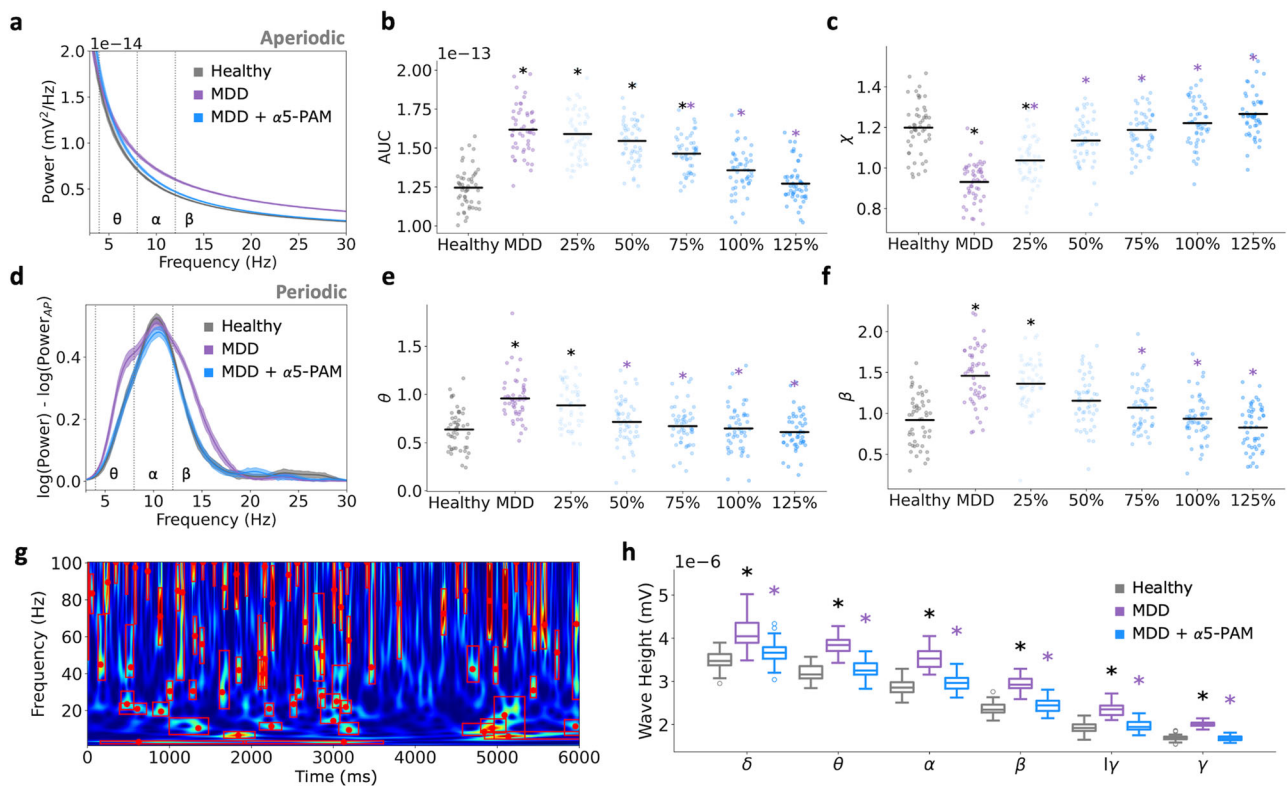 a
1e−14
Aperiodic
2.0
1.5
1.0
0.5
Power (mV²/Hz)
Healthy
MDD
MDD + α5-PAM
θ α β
5 10 15 20 25 30
Frequency (Hz)
b
1e−13
2.00
1.75
1.50
1.25
1.00
AUC
* * * ** * *
Healthy MDD 25% 50% 75% 100% 125%
c
1.4
1.2
1.0
0.8
χ
* ** * * * *
Healthy MDD 25% 50% 75% 100% 125%
d
Periodic
0.4
0.2
0.0
log(Power) - log(Power_AP)
Healthy
MDD
MDD + α5-PAM
θ α β
5 10 15 20 25 30
Frequency (Hz)
e
1.5
1.0
0.5
0.0
θ
* * * * * *
Healthy MDD 25% 50% 75% 100% 125%
f
2.0
1.5
1.0
0.5
β
* * * * *
Healthy MDD 25% 50% 75% 100% 125%
g
100
80
60
40
20
Frequency (Hz)
0 1000 2000 3000 4000 5000 6000
Time (ms)
h
1e−6
5
4
3
2
Wave Height (mV)
* * * * * * * * * * * *
Healthy
MDD
MDD + α5-PAM
δ θ α β lγ γ